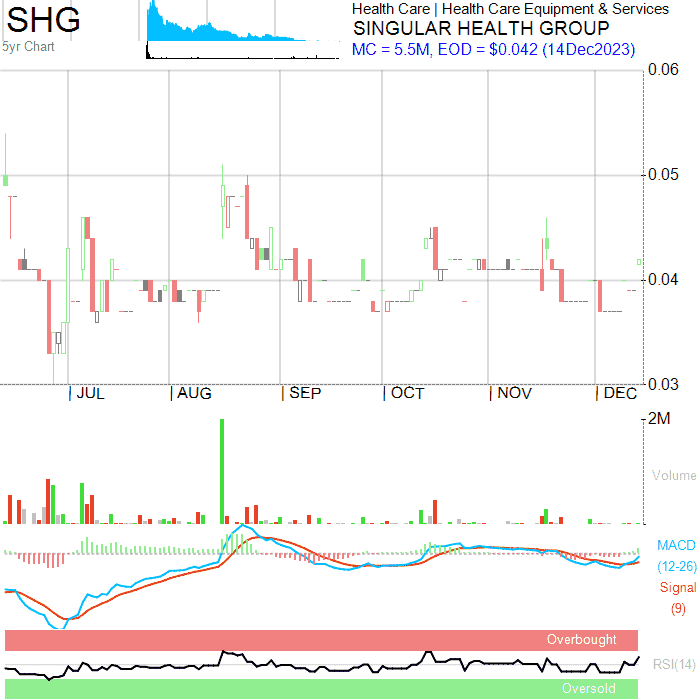 SHG
5yr Chart
Health Care | Health Care Equipment & Services
SINGULAR HEALTH GROUP
MC = 5.5M, EOD = $0.042 (14Dec2023)
0.06
0.05
0.04
0.03
JUL
AUG
SEP
OCT
NOV
DEC
2M
Volume
MACD
(12-26)
Signal
(9)
Overbought
RSI(14)
Oversold